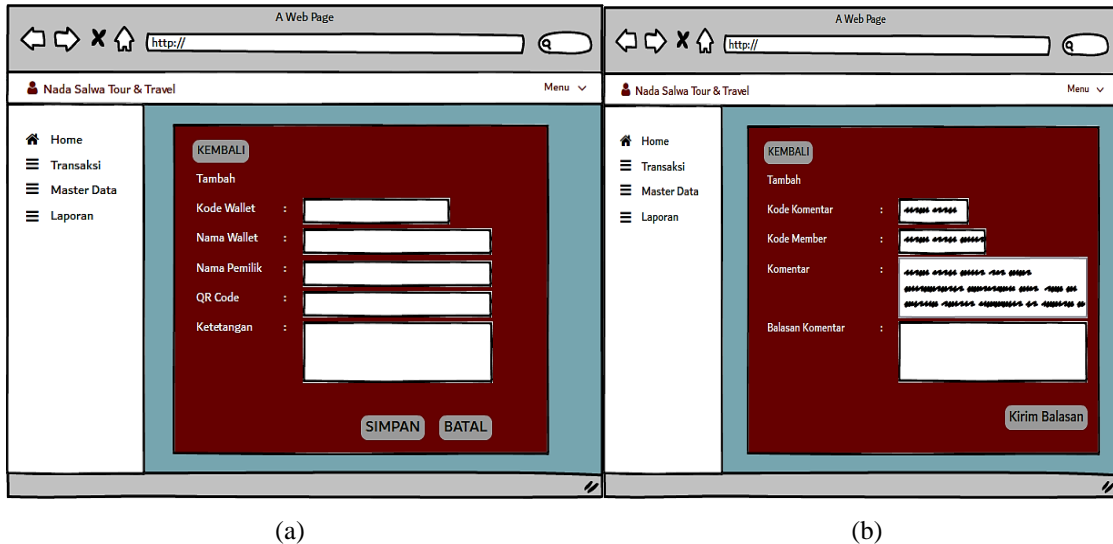 A Web Page
http://
Nada Salwa Tour & Travel
Menu
Home
Transaksi
Master Data
Laporan
KEMBALI
Tambah
Kode Wallet :
Nama Wallet :
Nama Pemilik :
QR Code :
Ketetangan :
SIMPAN BATAL
(a)
A Web Page
http://
Nada Salwa Tour & Travel
Menu
Home
Transaksi
Master Data
Laporan
KEMBALI
Tambah
Kode Komentar :
Kode Member :
Komentar :
Balasan Komentar :
Kirim Balasan
(b)